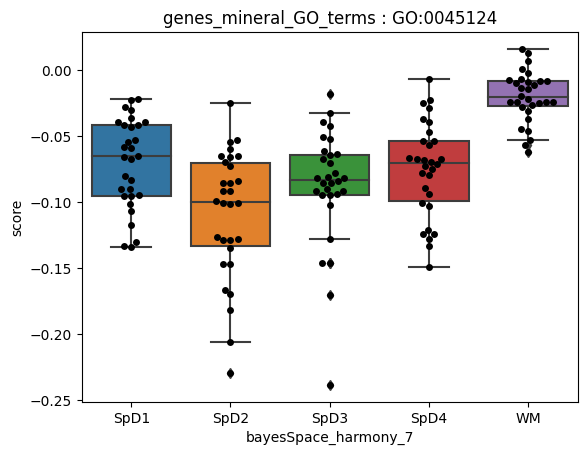 genes_mineral_GO_terms : GO:0045124
0.00
−0.05
−0.10
−0.15
−0.20
−0.25
score
SpD1 SpD2 SpD3 SpD4 WM
bayesSpace_harmony_7